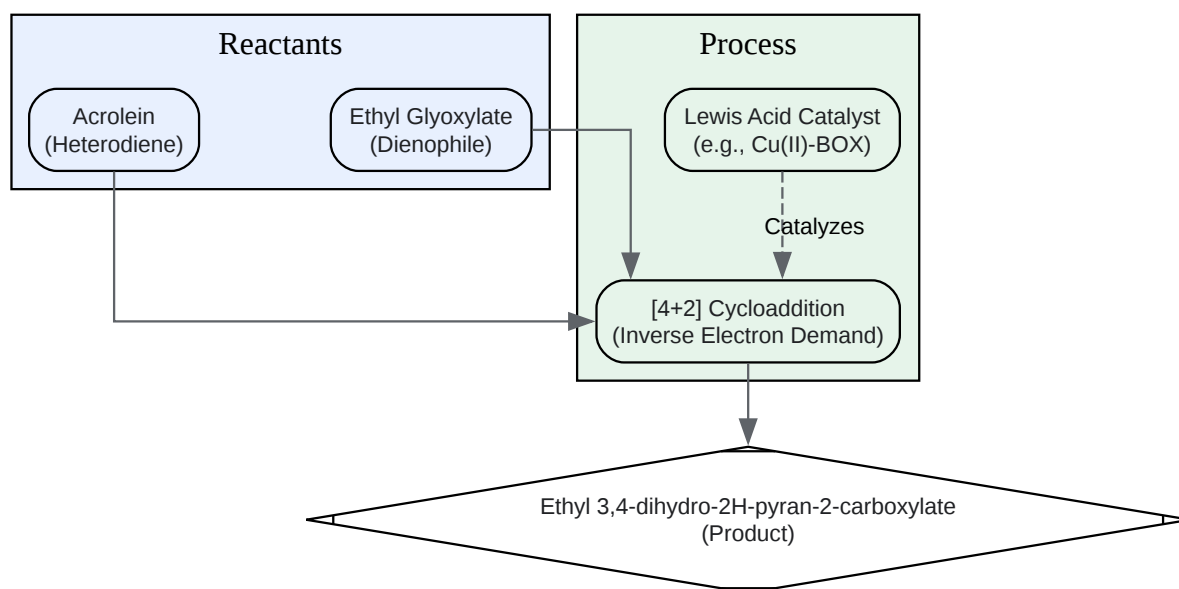 Reactants
Process
Acrolein
(Heterodiene)
Ethyl Glyoxylate
(Dienophile)
Lewis Acid Catalyst
(e.g., Cu(II)-BOX)
Catalyzes
[4+2] Cycloaddition
(Inverse Electron Demand)
Ethyl 3,4-dihydro-2H-pyran-2-carboxylate
(Product)